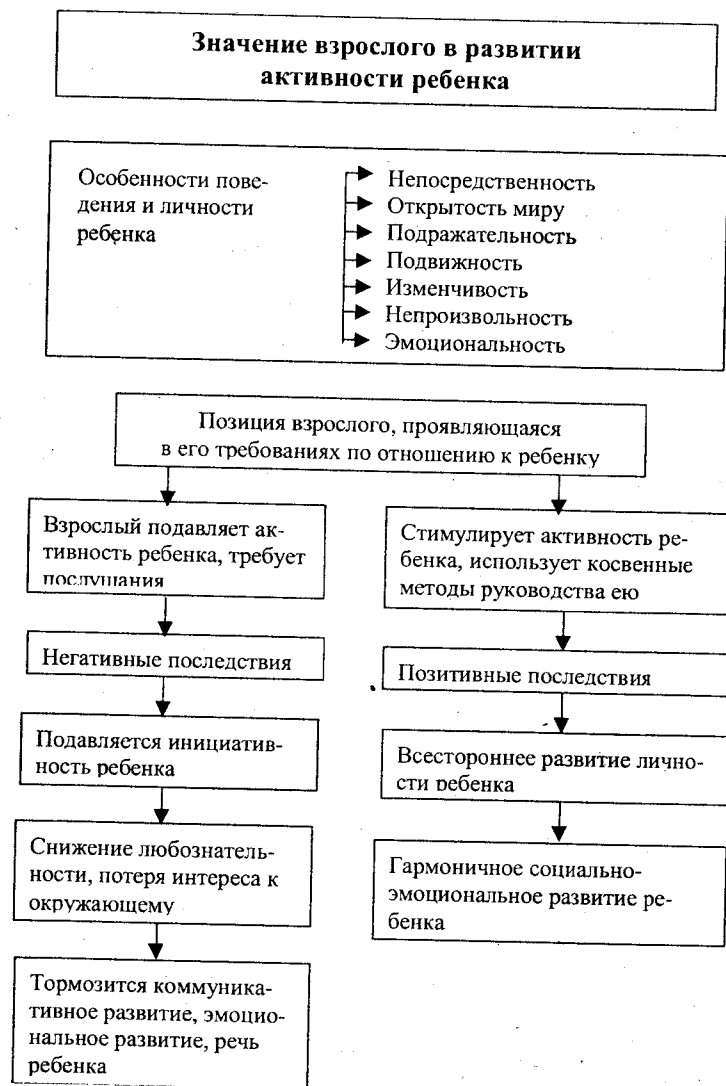 Значение взрослого в развитии
активности ребенка
Особенности пове-
дения и личности
ребенка
Непосредственность
Открытость миру
Подражательность
Подвижность
Изменчивость
Непроизвольность
Эмоциональность
Позиция взрослого, проявляющаяся
в его требованиях по отношению к ребенку
Взрослый подавляет ак-
тивность ребенка, требует
послушания
Негативные последствия
Подавляется инициатив-
ность ребенка
Снижение любознатель-
ности, потеря интереса к
окружающему
Тормозится коммуника-
тивное развитие, эмоцио-
нальное развитие, речь
ребенка
Стимулирует активность ре-
бенка, использует косвенные
методы руководства ею
Позитивные последствия
Всестороннее развитие лично-
сти ребенка
Гармоничное социально-
эмоциональное развитие ре-
бенка